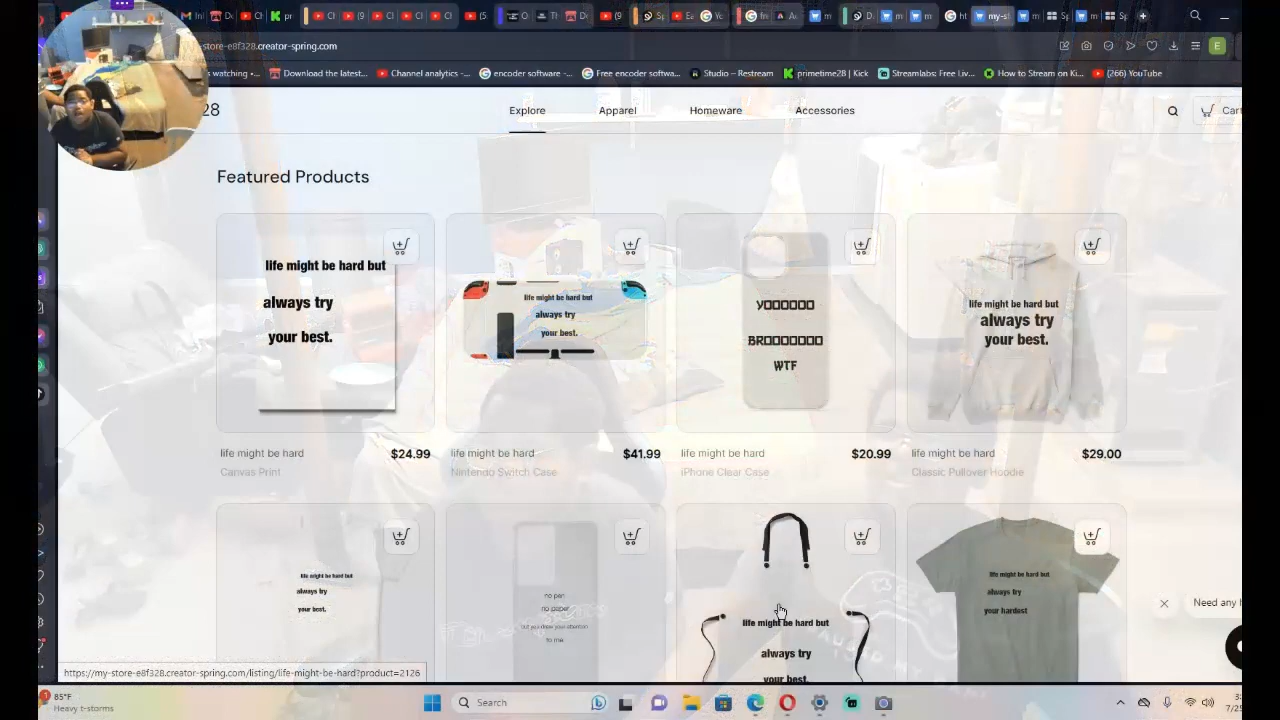 my-st
-store-e8f328.creator-spring.com
s watching -...
Download the latest...
Channel analytics -...
encoder software -...
Free encoder softwa...
Studio – Restream
primetime28 | Kick
Streamlabs: Free Liv...
How to Stream on Ki...
(266) YouTube
28
Explore
Apparel
Homeware
Accessories
Cart
Featured Products
life might be hard but
always try
your best.
life might be hard but
always try
your best.
YOOOOOO
BROOOOOOO
WTF
life might be hard but
always try
your best.
life might be hard
$24.99
Canvas Print
life might be hard
$41.99
Nintendo Switch Case
life might be hard
$20.99
iPhone Clear Case
life might be hard
$29.00
Classic Pullover Hoodie
life might be hard but
always try
your best.
no pan
no paper
but you draw your attention
to me
life might be hard but
always try
your best.
life might be hard but
always try
your hardest
Need any
https://my-store-e8f328.creator-spring.com/listing/life-might-be-hard?product=2126
85°F
Heavy t-storms
Search
3:
7/25